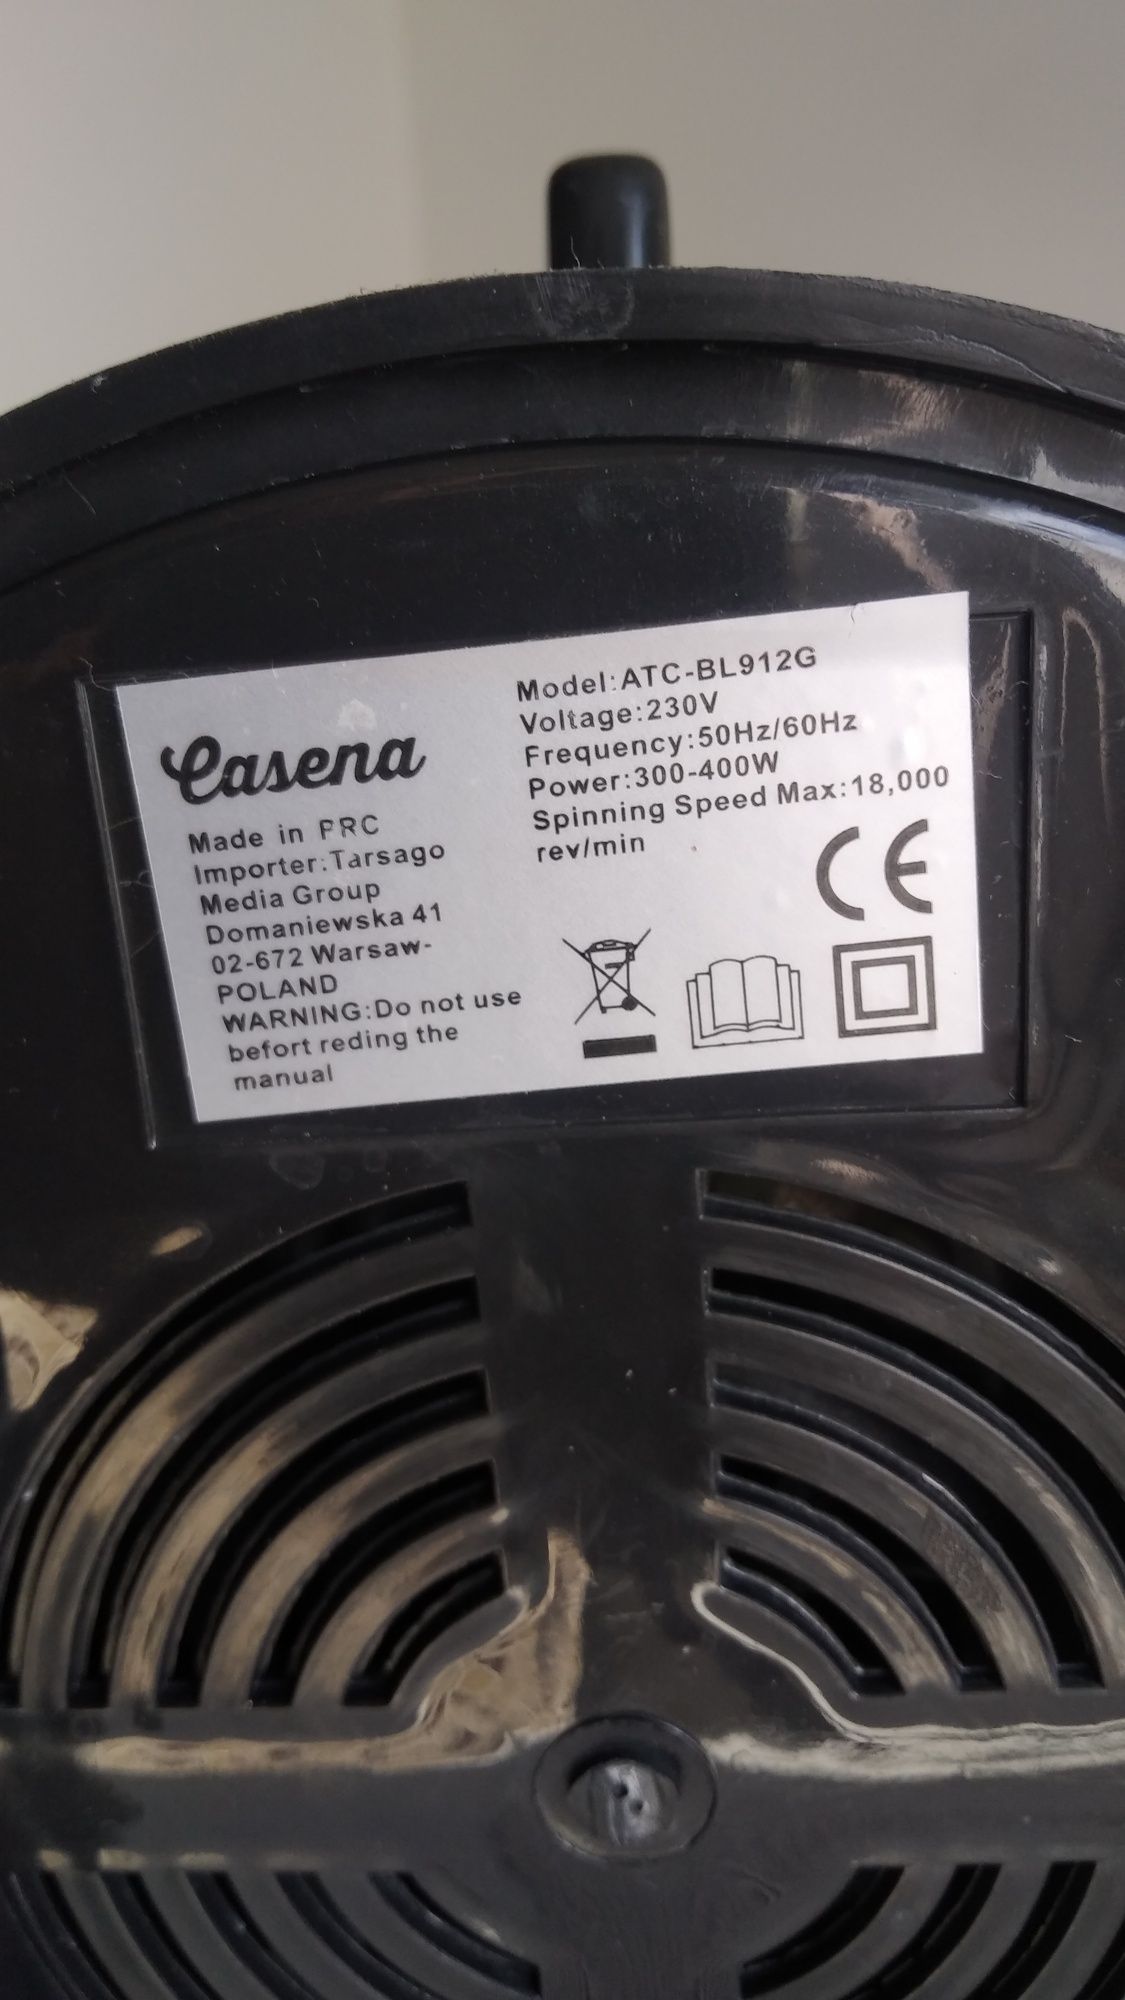 Casena
Made in PRC
Importer:Tarsago
Media Group
Domaniewska 41
02-672 Warsaw-
POLAND
WARNING:Do not use
befort reding the
manual
Model:ATC-BL912G
Voltage:230V
Frequency:50Hz/60Hz
Power:300-400W
Spinning Speed Max:18,000
rev/min
CE